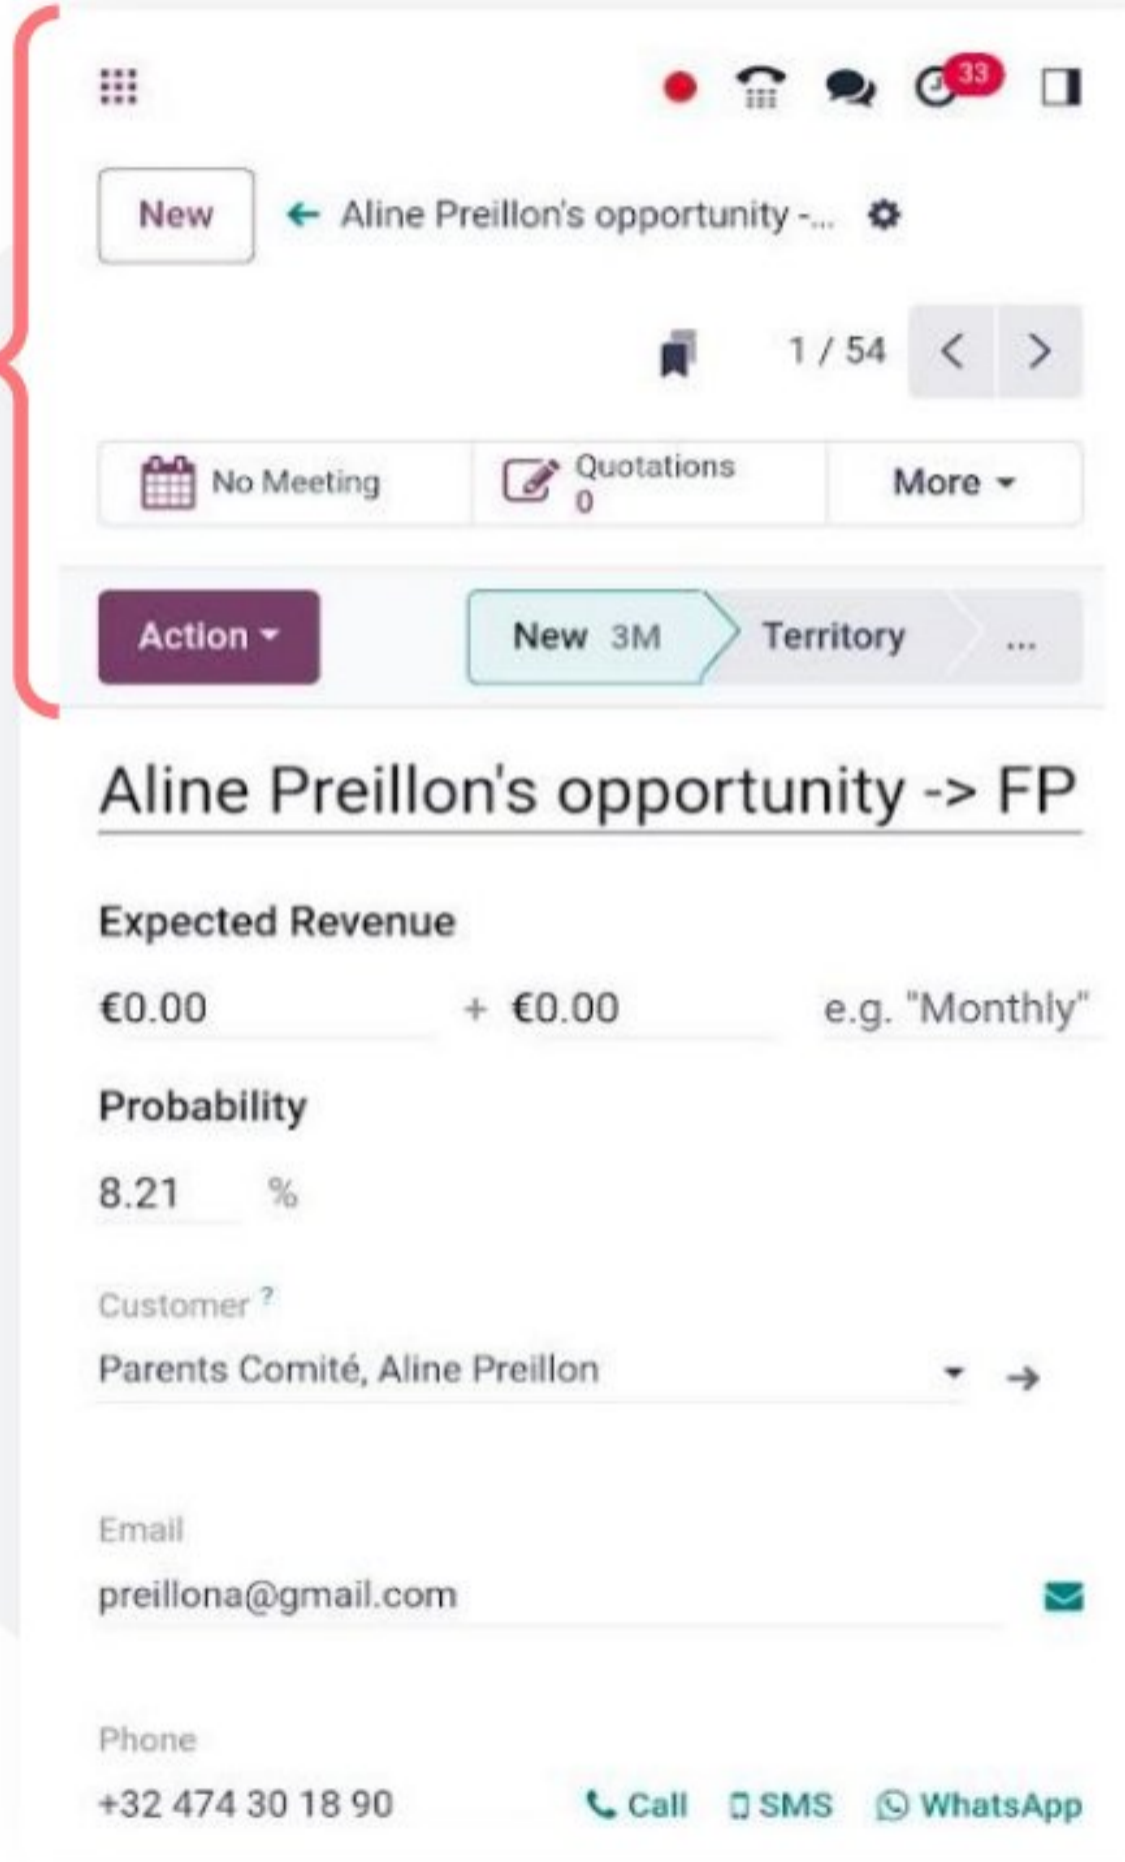 33
New ← Aline Preillon's opportunity -...
1 / 54 < >
No Meeting Quotations 0 More
Action New 3M Territory ...
Aline Preillon's opportunity -> FP
Expected Revenue
€0.00 + €0.00 e.g. "Monthly"
Probability
8.21 %
Customer ?
Parents Comité, Aline Preillon →
Email
preillona@gmail.com
Phone
+32 474 30 18 90 Call SMS WhatsApp